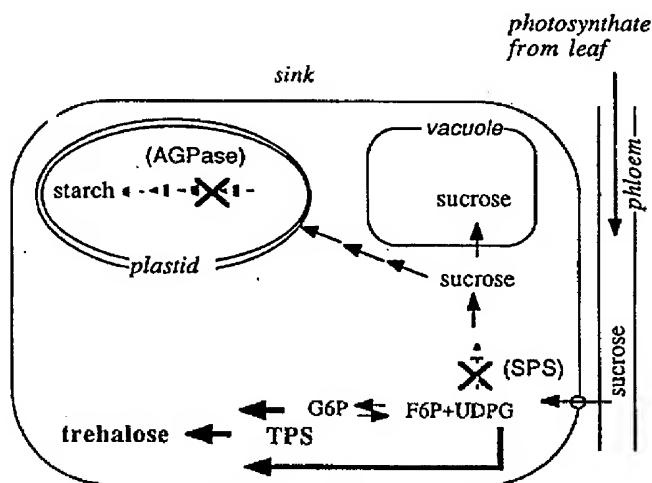 photosynthate
from leaf
sink
vacuole
(AGPase)
starch
phloem
sucrose
plastid
sucrose
(SPS)
sucrose
G6P
F6P+UDPG
trehalose
TPS